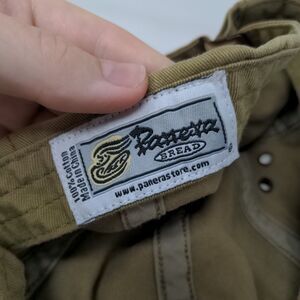 100% Cotton
Made in China
Panera
BREAD
®
www.panerastore.com